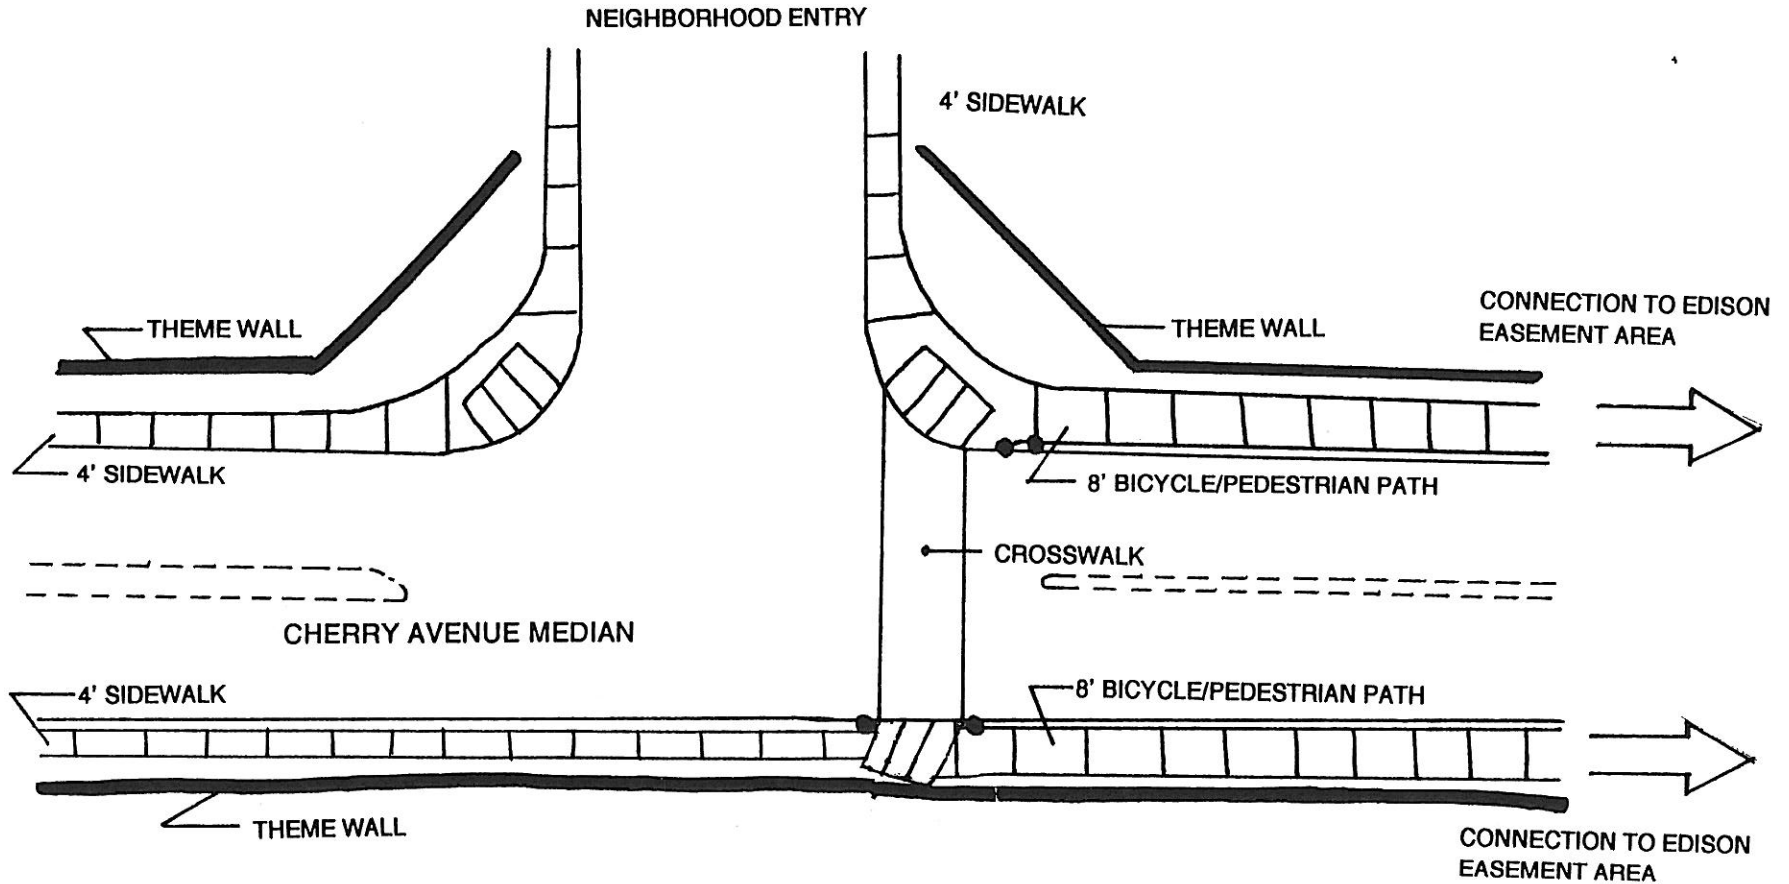 NEIGHBORHOOD ENTRY
4' SIDEWALK
THEME WALL
THEME WALL
CONNECTION TO EDISON
EASEMENT AREA
4' SIDEWALK
8' BICYCLE/PEDESTRIAN PATH
CROSSWALK
CHERRY AVENUE MEDIAN
4' SIDEWALK
8' BICYCLE/PEDESTRIAN PATH
THEME WALL
CONNECTION TO EDISON
EASEMENT AREA